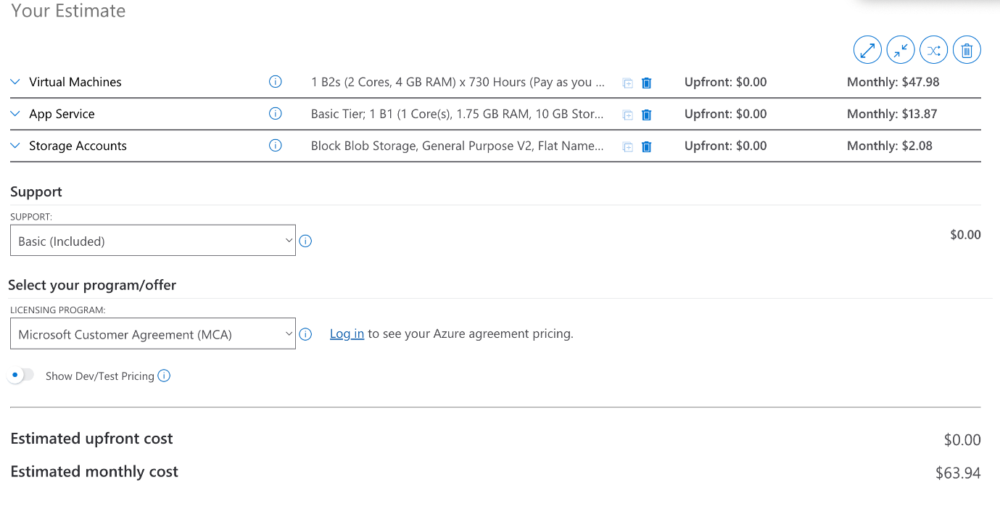 Your Estimate
Virtual Machines 1 B2s (2 Cores, 4 GB RAM) x 730 Hours (Pay as you ... Upfront: $0.00 Monthly: $47.98
App Service Basic Tier; 1 B1 (1 Core(s), 1.75 GB RAM, 10 GB Stor... Upfront: $0.00 Monthly: $13.87
Storage Accounts Block Blob Storage, General Purpose V2, Flat Name... Upfront: $0.00 Monthly: $2.08
Support
SUPPORT:
Basic (Included) $0.00
Select your program/offer
LICENSING PROGRAM:
Microsoft Customer Agreement (MCA) Log in to see your Azure agreement pricing.
Show Dev/Test Pricing
Estimated upfront cost $0.00
Estimated monthly cost $63.94